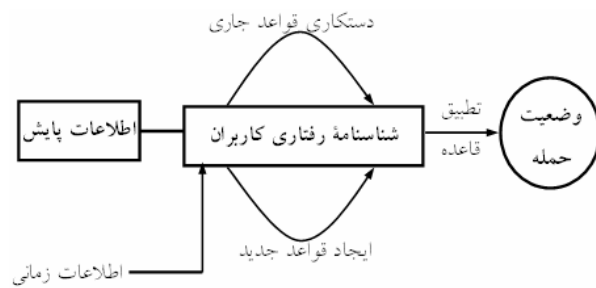 دستکاری قواعد جاری
اطلاعات پایش
شناسنامهٔ رفتاری کاربران
تطبیق
قاعده
وضعیت
حمله
ایجاد قواعد جدید
اطلاعات زمانی